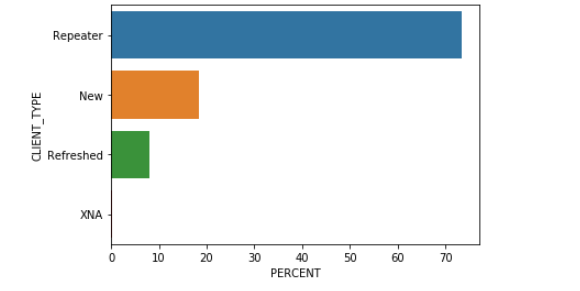 Repeater
New
Refreshed
XNA
CLIENT_TYPE
0 10 20 30 40 50 60 70
PERCENT